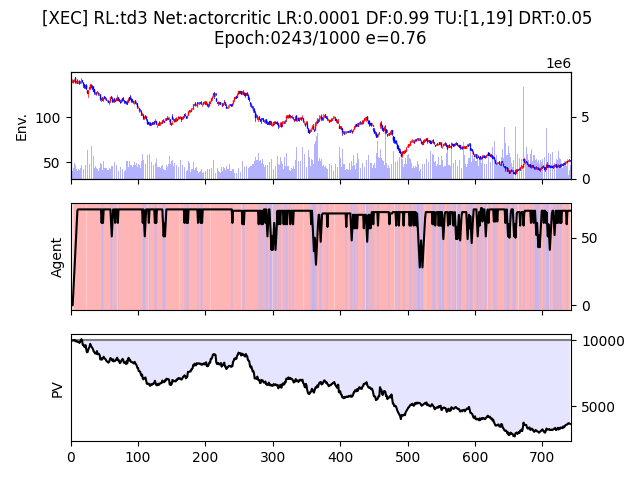 [XEC] RL:td3 Net:actorcritic LR:0.0001 DF:0.99 TU:[1,19] DRT:0.05
Epoch:0243/1000 e=0.76
1e6
Env.
100
50
5
0
Agent
50
0
PV
10000
5000
0 100 200 300 400 500 600 700